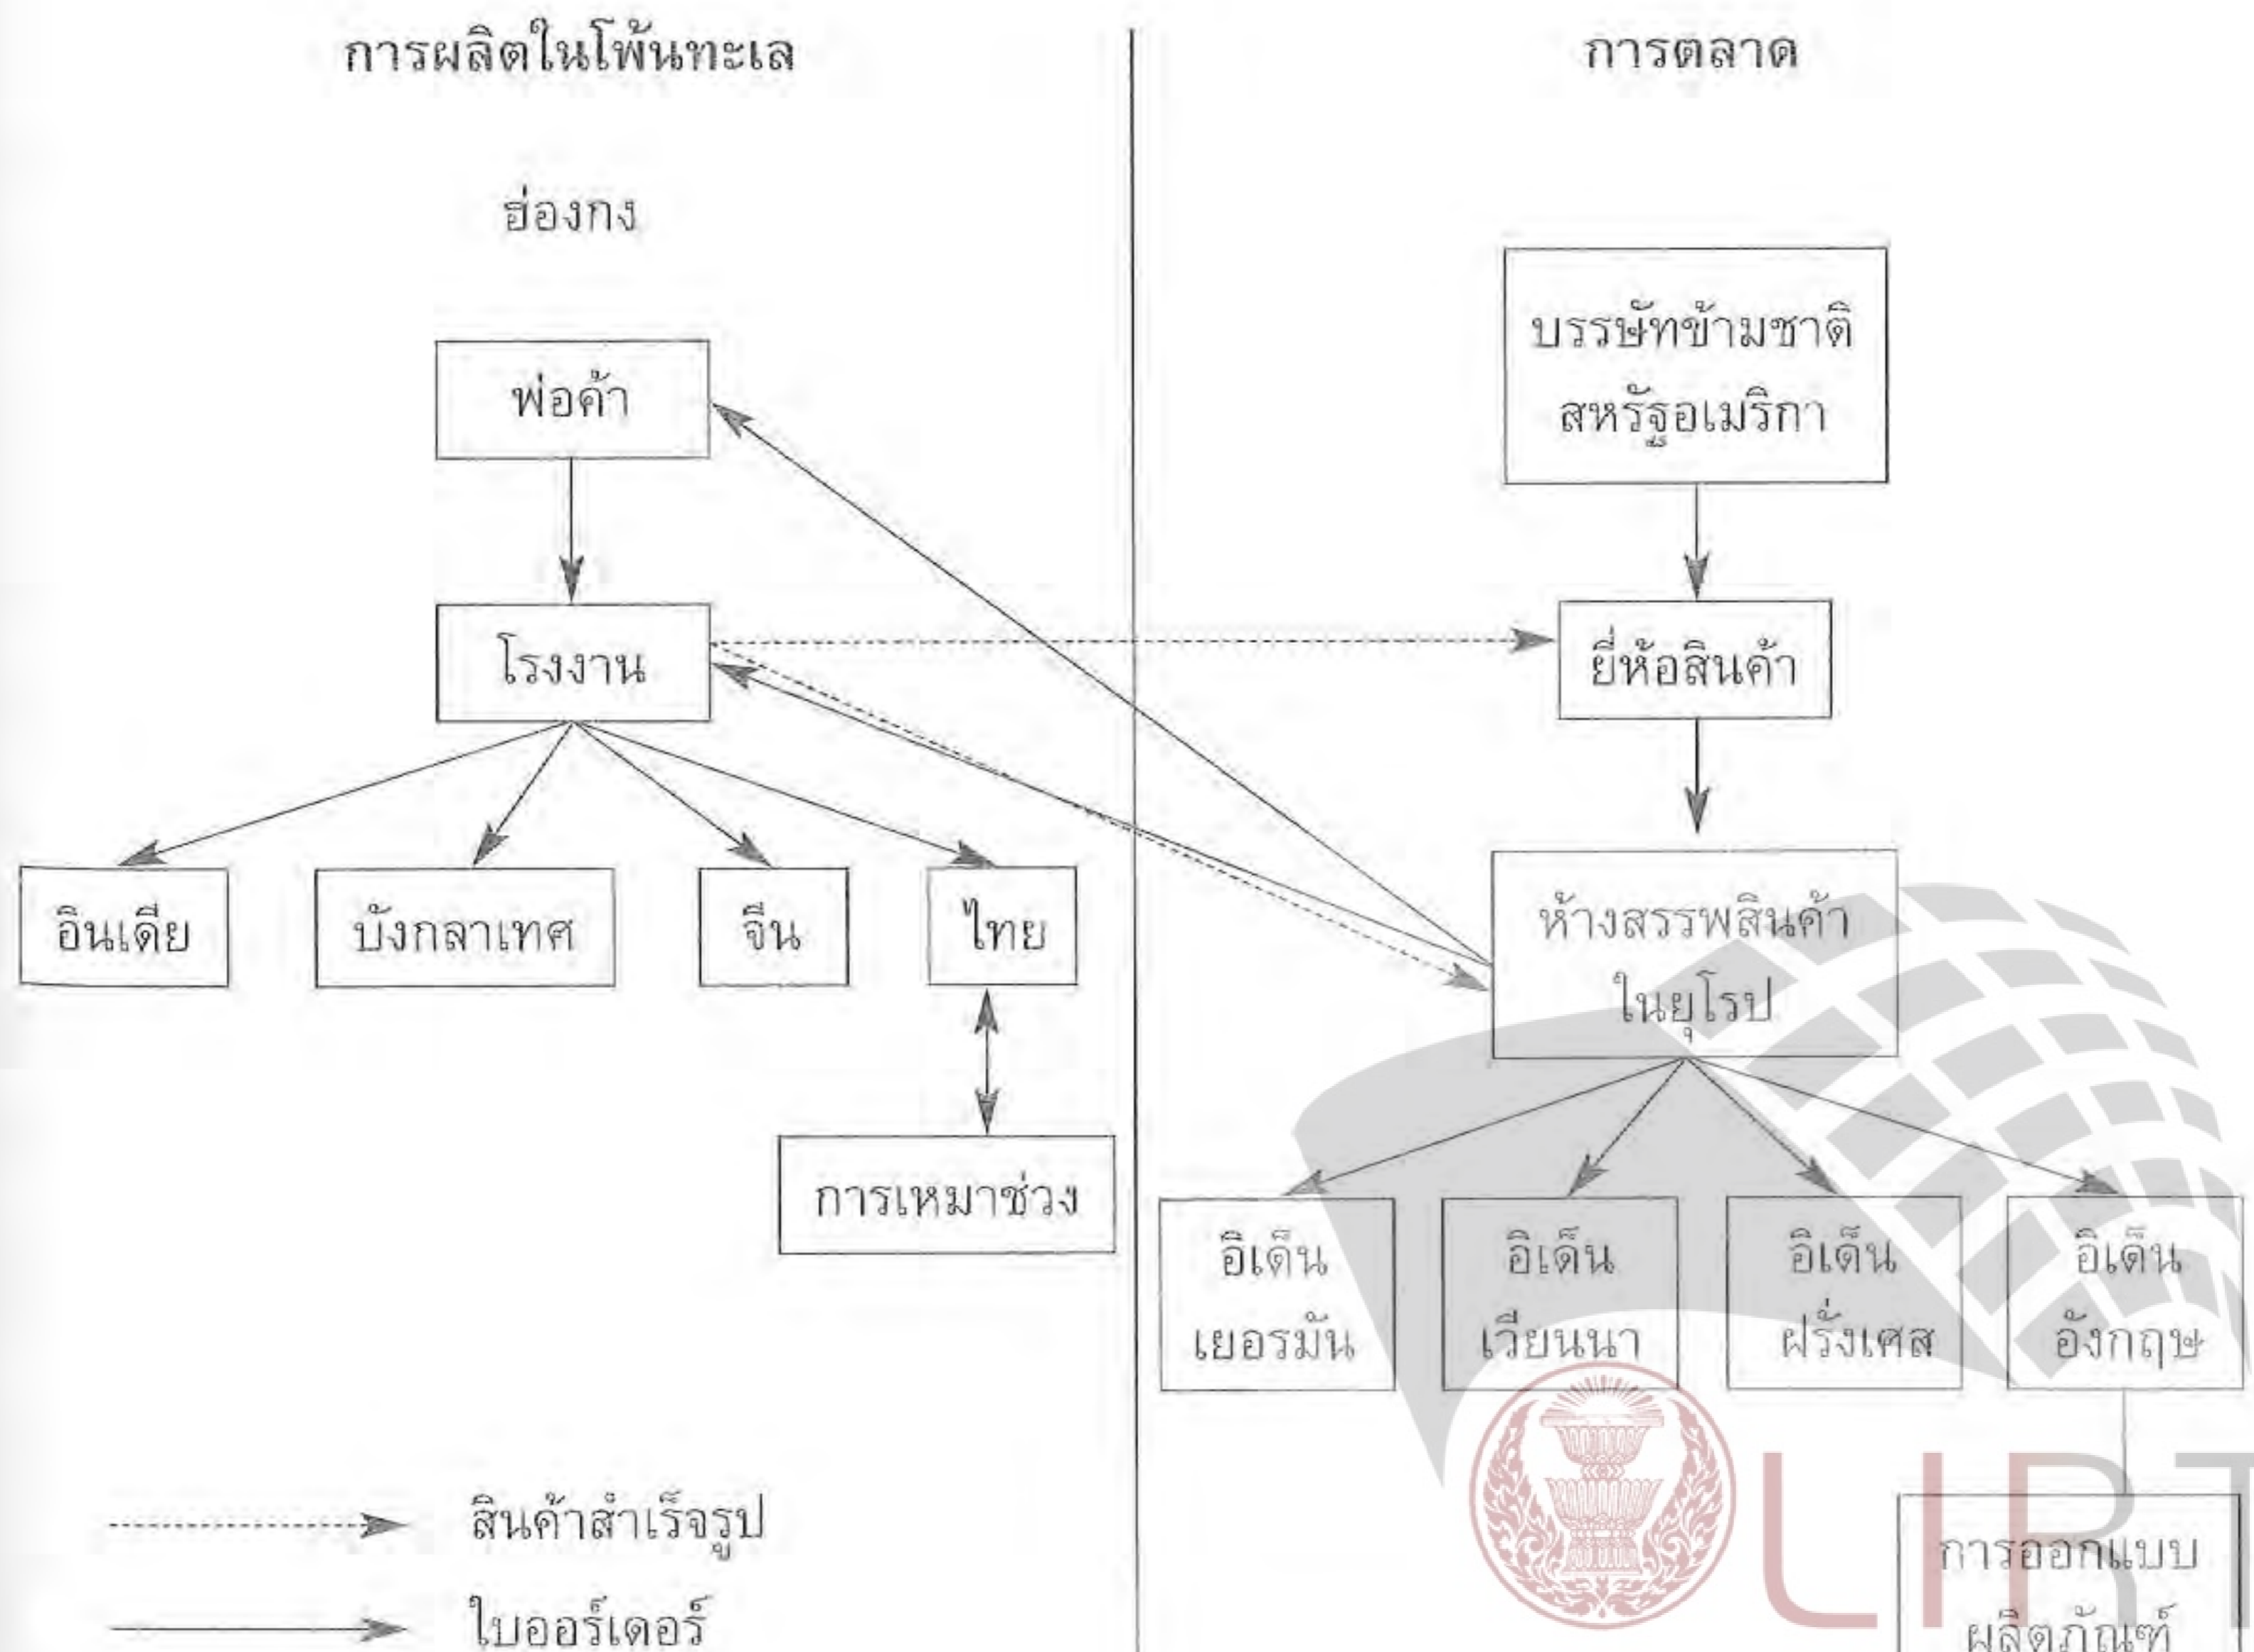 การผลิตในโพ้นทะเล
ฮ่องกง
พ่อค้า
โรงงาน
อินเดีย
บังกลาเทศ
จีน
ไทย
การเหมาช่วง
สินค้าสำเร็จรูป
ใบออร์เดอร์
การตลาด
บรรษัทข้ามชาติ
สหรัฐอเมริกา
ยี่ห้อสินค้า
ห้างสรรพสินค้า
ในยุโรป
อิเด็น
เยอรมัน
อิเด็น
เวียนนา
อิเด็น
ฝรั่งเศส
อิเด็น
อังกฤษ
การออกแบบ
ผลิตภัณฑ์
LIRT